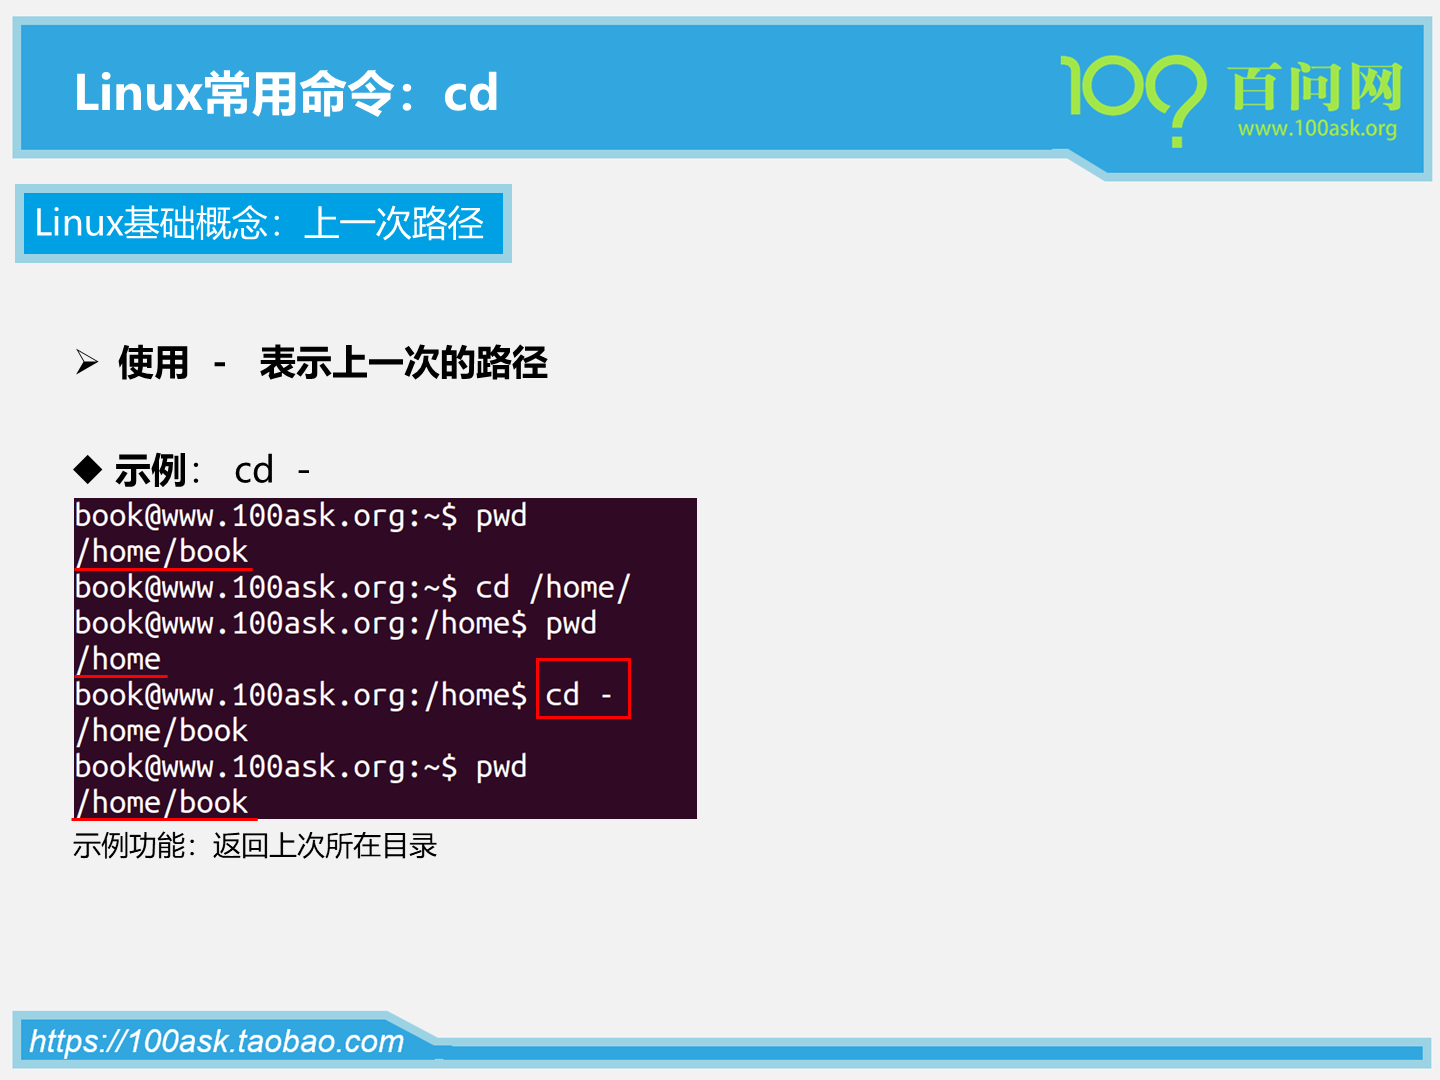 Linux常用命令：cd
100? 百问网
www.100ask.org
Linux基础概念：上一次路径
使用 - 表示上一次的路径
示例： cd -
book@www.100ask.org:~$ pwd
/home/book
book@www.100ask.org:~$ cd /home/
book@www.100ask.org:/home$ pwd
/home
book@www.100ask.org:/home$ cd -
/home/book
book@www.100ask.org:~$ pwd
/home/book
示例功能：返回上次所在目录
https://100ask.taobao.com